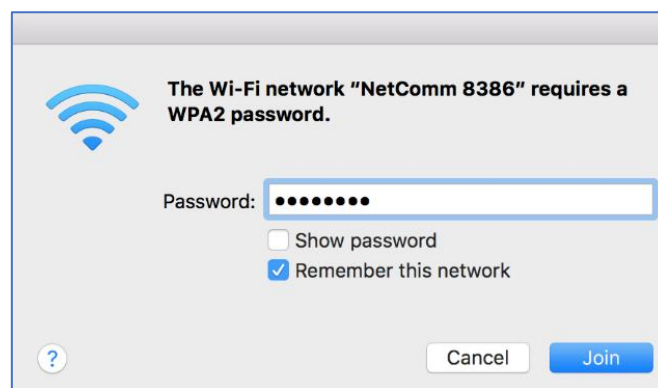 The Wi-Fi network “NetComm 8386” requires a
WPA2 password.
Password: ••••••••
Show password
Remember this network
?
Cancel
Join